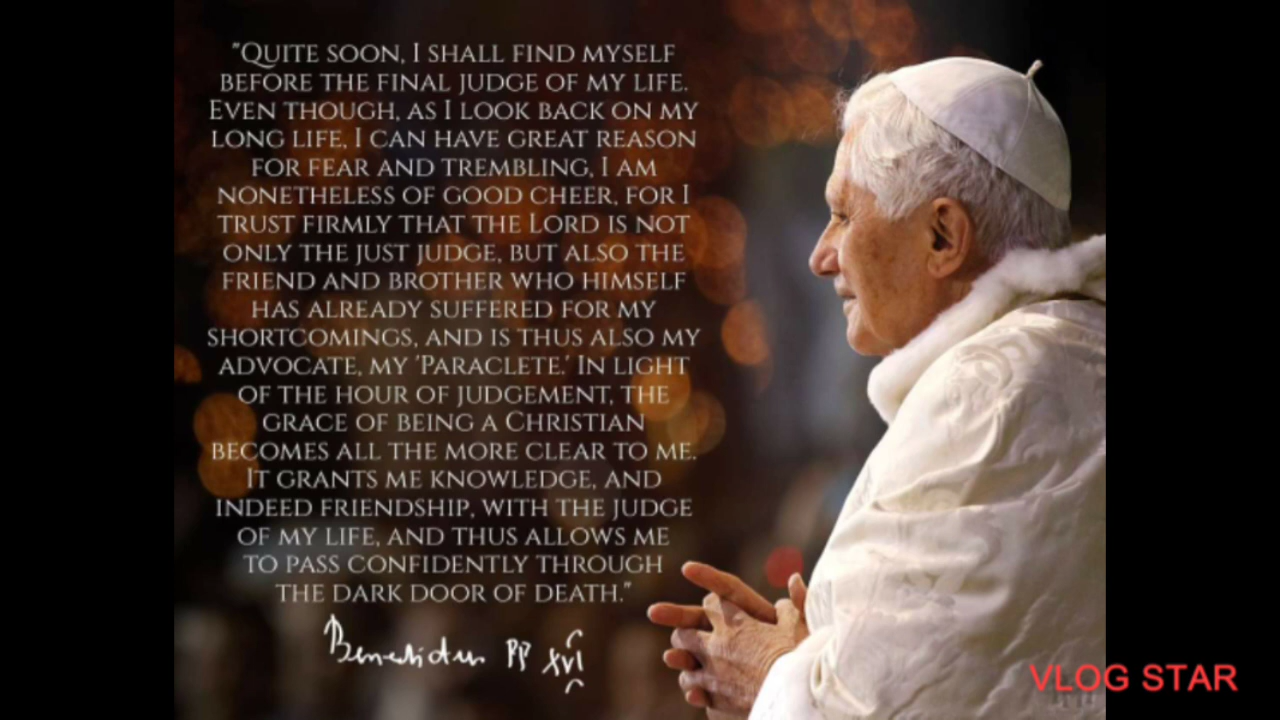 "QUITE SOON, I SHALL FIND MYSELF
BEFORE THE FINAL JUDGE OF MY LIFE.
EVEN THOUGH, AS I LOOK BACK ON MY
LONG LIFE, I CAN HAVE GREAT REASON
FOR FEAR AND TREMBLING, I AM
NONETHELESS OF GOOD CHEER, FOR I
TRUST FIRMLY THAT THE LORD IS NOT
ONLY THE JUST JUDGE, BUT ALSO THE
FRIEND AND BROTHER WHO HIMSELF
HAS ALREADY SUFFERED FOR MY
SHORTCOMINGS, AND IS THUS ALSO MY
ADVOCATE, MY 'PARACLETE.' IN LIGHT
OF THE HOUR OF JUDGEMENT, THE
GRACE OF BEING A CHRISTIAN
BECOMES ALL THE MORE CLEAR TO ME.
IT GRANTS ME KNOWLEDGE, AND
INDEED FRIENDSHIP, WITH THE JUDGE
OF MY LIFE, AND THUS ALLOWS ME
TO PASS CONFIDENTLY THROUGH
THE DARK DOOR OF DEATH."
Benedictus PP XVI
VLOG STAR